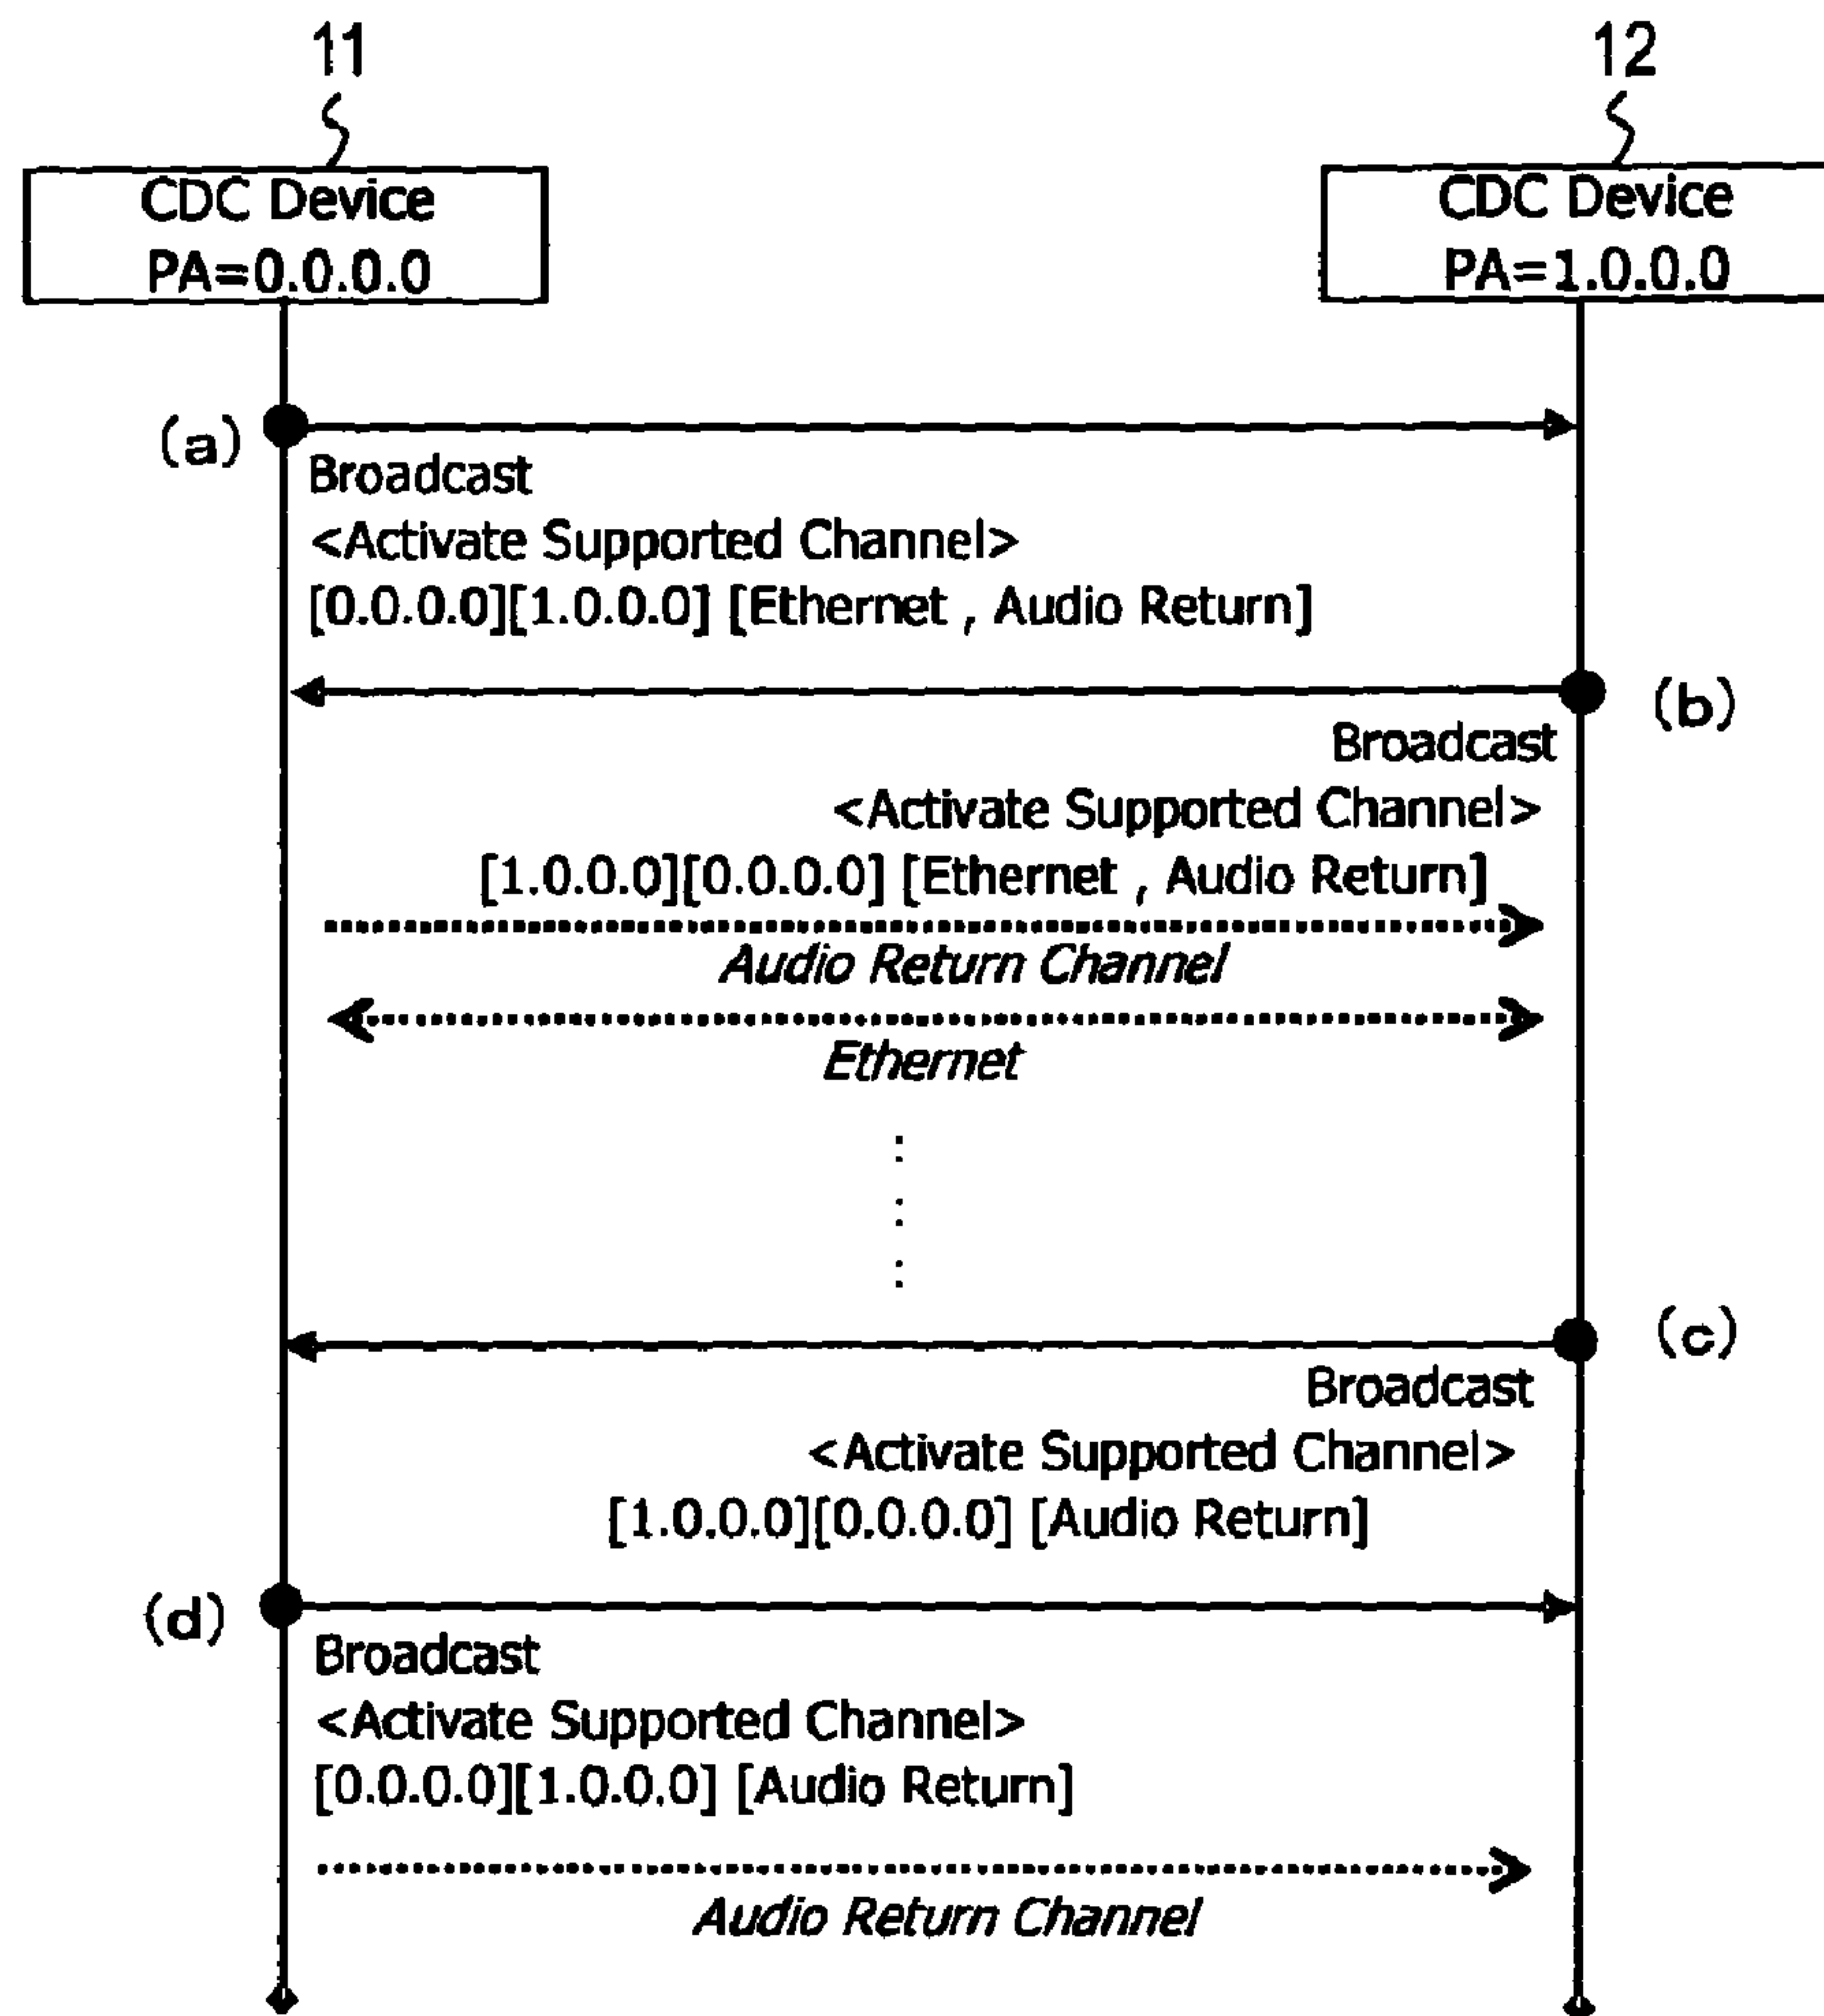 11
12
CDC Device
PA=0.0.0.0
CDC Device
PA=1.0.0.0
(a)
Broadcast
<Activate Supported Channel>
[0.0.0.0][1.0.0.0] [Ethernet , Audio Return]
(b)
Broadcast
<Activate Supported Channel>
[1.0.0.0][0.0.0.0] [Ethernet , Audio Return]
Audio Return Channel
Ethernet
(c)
Broadcast
<Activate Supported Channel>
[1.0.0.0][0.0.0.0] [Audio Return]
(d)
Broadcast
<Activate Supported Channel>
[0.0.0.0][1.0.0.0] [Audio Return]
Audio Return Channel